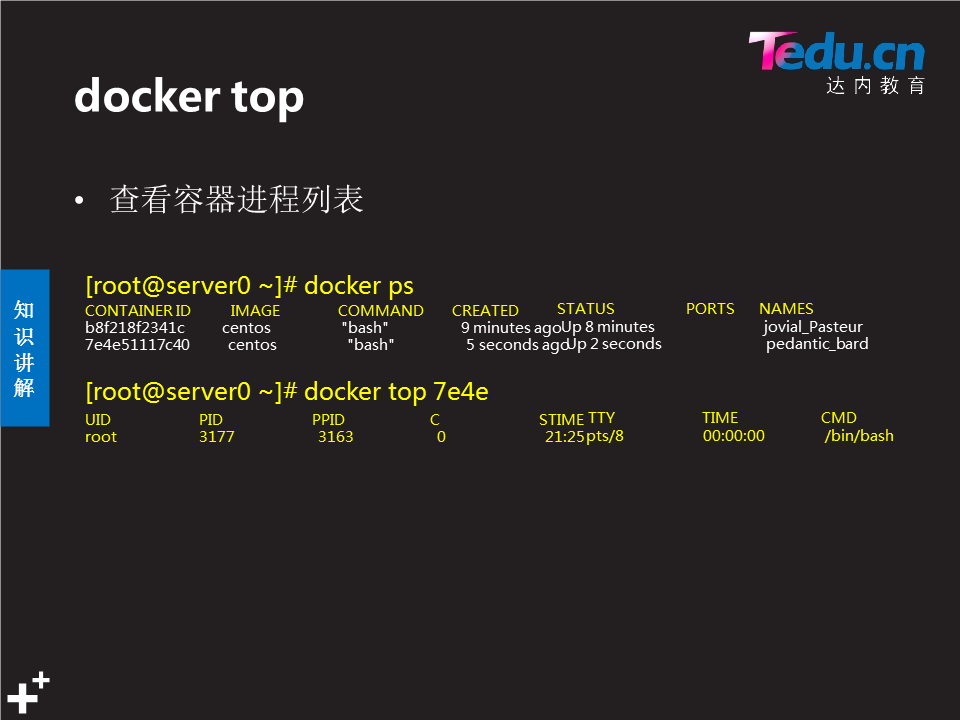 Tedu.cn
达内教育
docker top
• 查看容器进程列表
知识讲解
[root@server0 ~]# docker ps
CONTAINER ID IMAGE COMMAND CREATED STATUS PORTS NAMES
b8f218f2341c centos "bash" 9 minutes ago Up 8 minutes jovial_Pasteur
7e4e51117c40 centos "bash" 5 seconds ago Up 2 seconds pedantic_bard
[root@server0 ~]# docker top 7e4e
UID PID PPID C STIME TTY TIME CMD
root 3177 3163 0 21:25 pts/8 00:00:00 /bin/bash